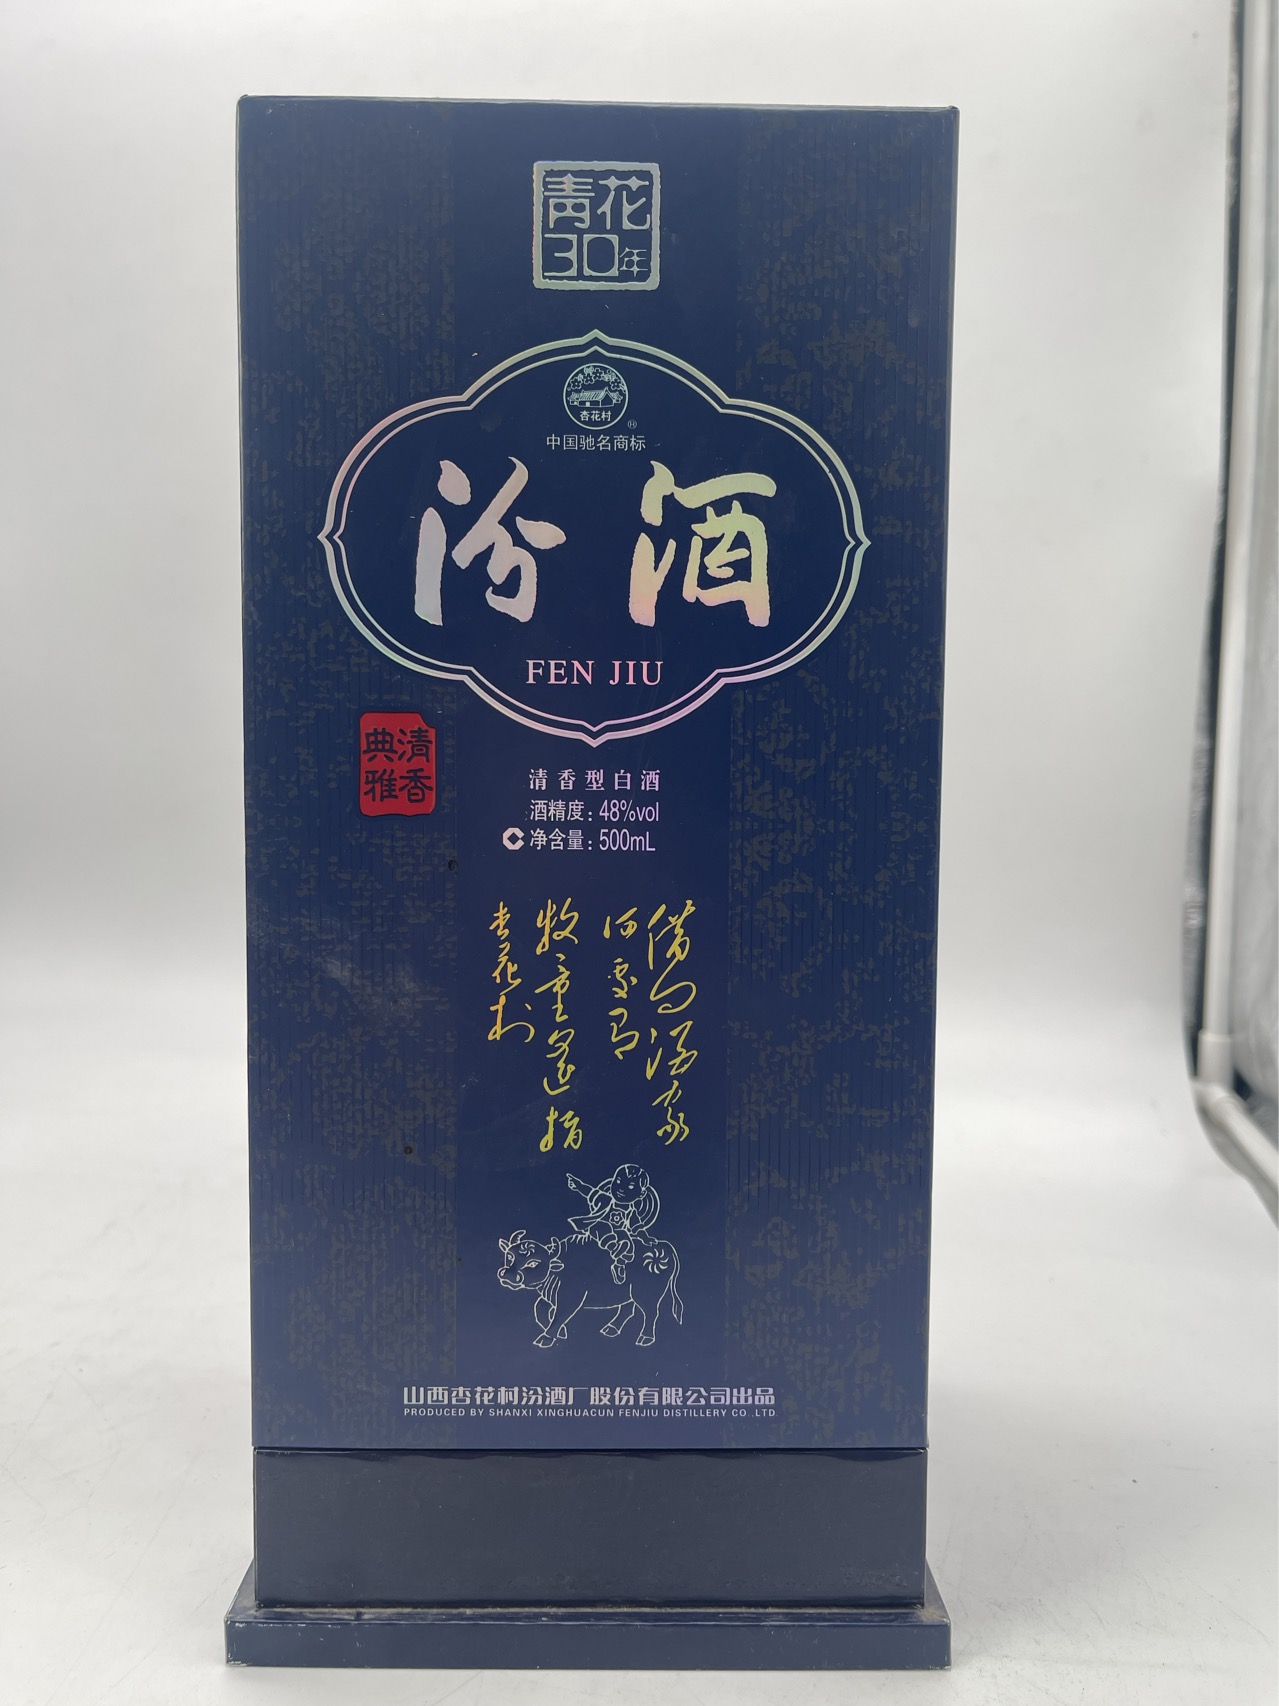 青花
30年
杏花村
®
中国驰名商标
汾酒
FEN JIU
清香
典雅
清香型白酒
酒精度：48%vol
C净含量：500mL
借问酒家
何处有
牧童遥指
杏花村
山西杏花村汾酒厂股份有限公司出品
PRODUCED BY SHANXI XINGHUACUN FENJIU DISTILLERY CO.,LTD.